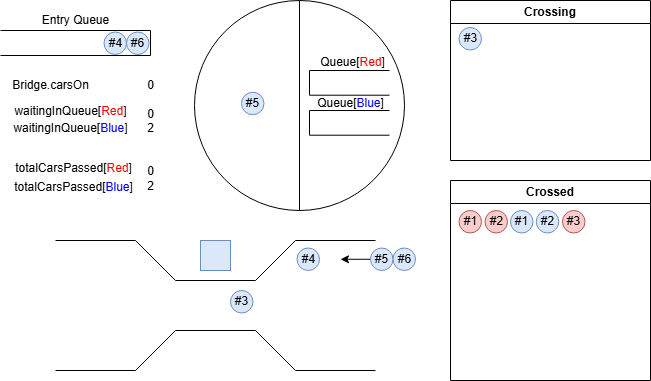 Entry Queue
#4 #6
Bridge.carsOn 0
waitingInQueue[Red] 0
waitingInQueue[Blue] 2
totalCarsPassed[Red] 0
totalCarsPassed[Blue] 2
#5
Queue[Red]
Queue[Blue]
Crossing
#3
Crossed
#1 #2 #1 #2 #3
#4 #5 #6
#3